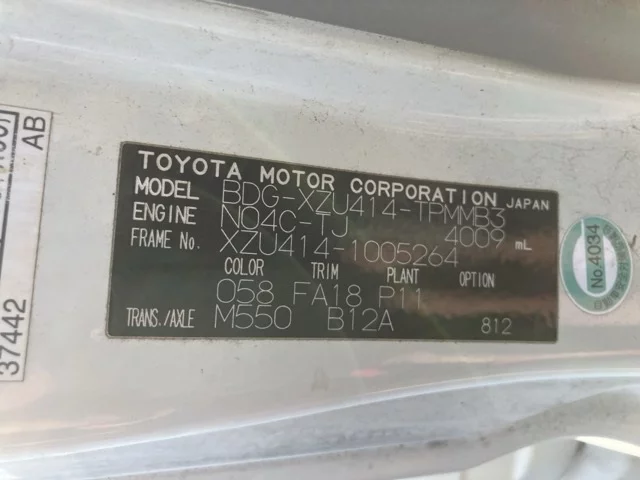 TOYOTA MOTOR CORPORATION JAPAN
MODEL BDG-XZU414-TPMMB3
ENGINE N04C-TJ 4009 mL
FRAME No. XZU414-1005264
COLOR TRIM PLANT OPTION
058 FA18 P11
TRANS./AXLE M550 B12A 812
37442
AB
No.4034